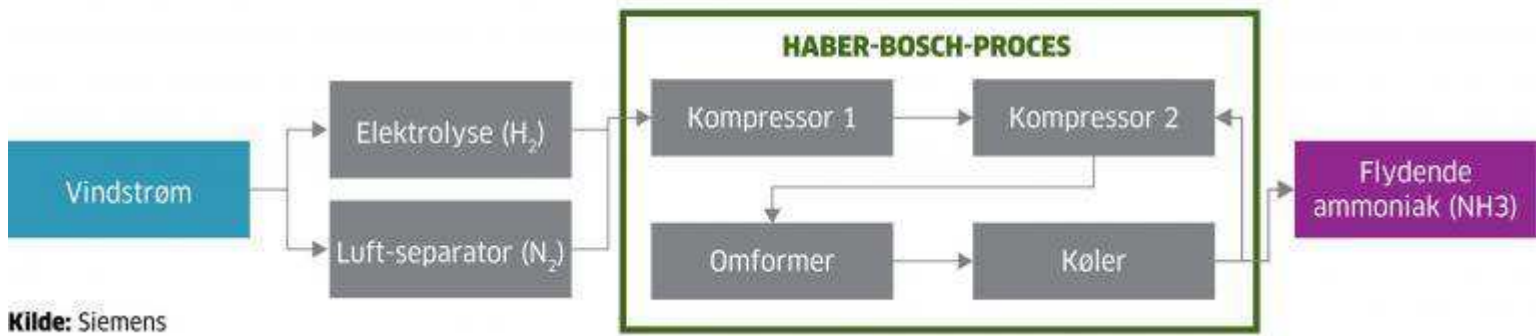 HABER-BOSCH-PROCES
Vindstrøm
Elektrolyse (H₂)
Luft-separator (N₂)
Kompressor 1
Kompressor 2
Omformer
Køler
Flydende
ammoniak (NH3)
Kilde: Siemens